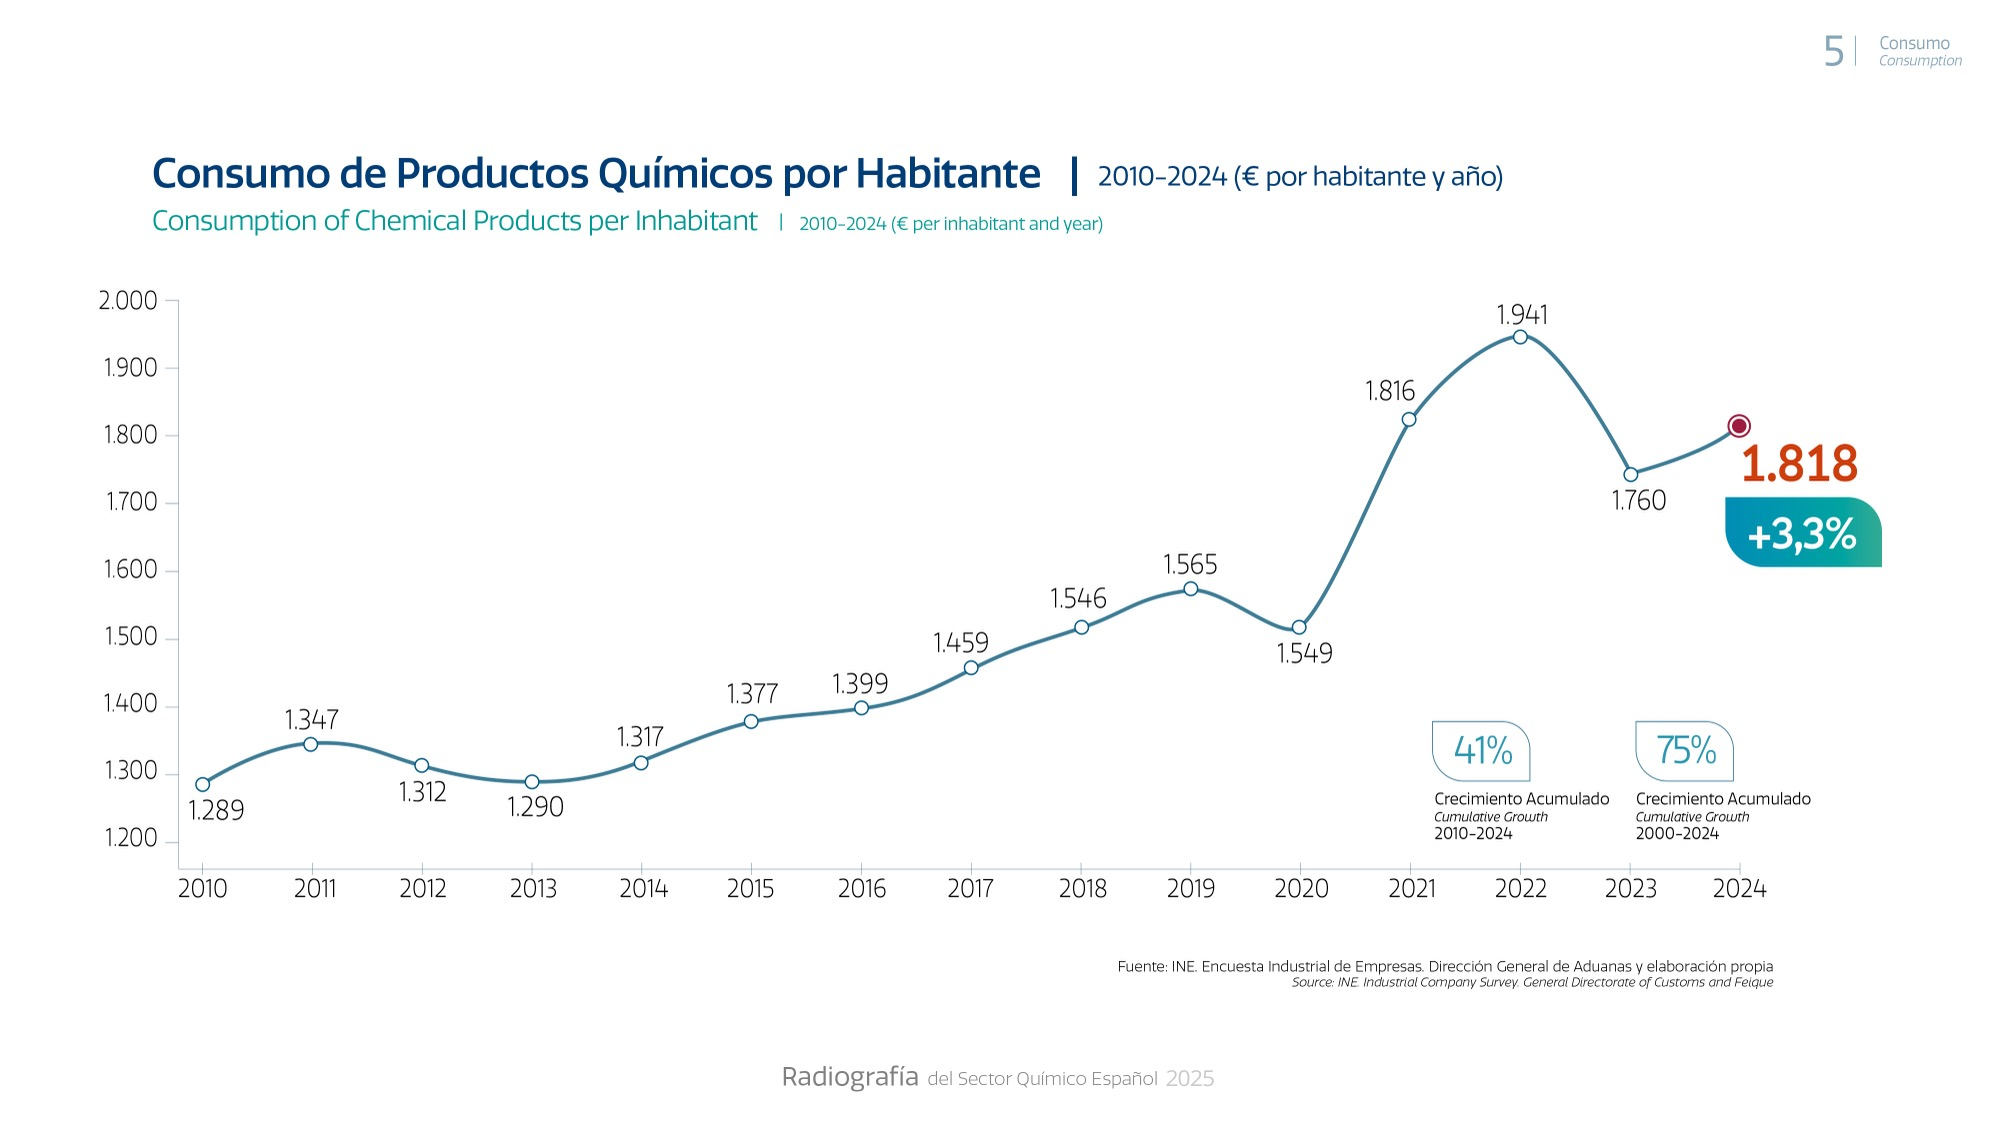 5
Consumo
Consumption
Consumo de Productos Químicos por Habitante | 2010-2024 (€ por habitante y año)
Consumption of Chemical Products per Inhabitant | 2010-2024 (€ per inhabitant and year)
2.000
1.900
1.800
1.700
1.600
1.500
1.400
1.300
1.200
1.289
1.347
1.312
1.290
1.317
1.377
1.399
1.459
1.546
1.565
1.549
1.816
1.941
1.760
1.818
+3,3%
41%
Crecimiento Acumulado
Cumulative Growth
2010-2024
75%
Crecimiento Acumulado
Cumulative Growth
2000-2024
2010 2011 2012 2013 2014 2015 2016 2017 2018 2019 2020 2021 2022 2023 2024
Fuente: INE. Encuesta Industrial de Empresas. Dirección General de Aduanas y elaboración propia
Source: INE. Industrial Company Survey. General Directorate of Customs and Feique
Radiografía del Sector Químico Español 2025